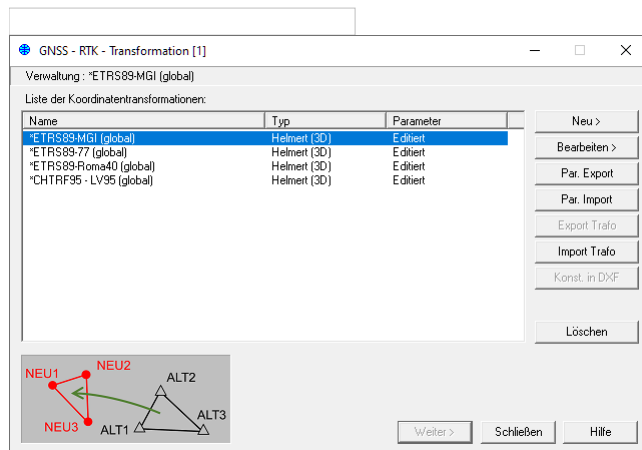 GNSS - RTK - Transformation [1]
Verwaltung : *ETRS89-MGI (global)
Liste der Koordinatentransformationen:
Name Typ Parameter
*ETRS89-MGI (global) Helmert (3D) Editiert
*ETRS89-77 (global) Helmert (3D) Editiert
*ETRS89-Roma40 (global) Helmert (3D) Editiert
*CHTRF95 - LV95 (global) Helmert (3D) Editiert
Neu >
Bearbeiten >
Par. Export
Par. Import
Export Trafo
Import Trafo
Konst. in DXF
Löschen
NEU1
NEU2
NEU3
ALT1
ALT2
ALT3
Weiter >
Schließen
Hilfe